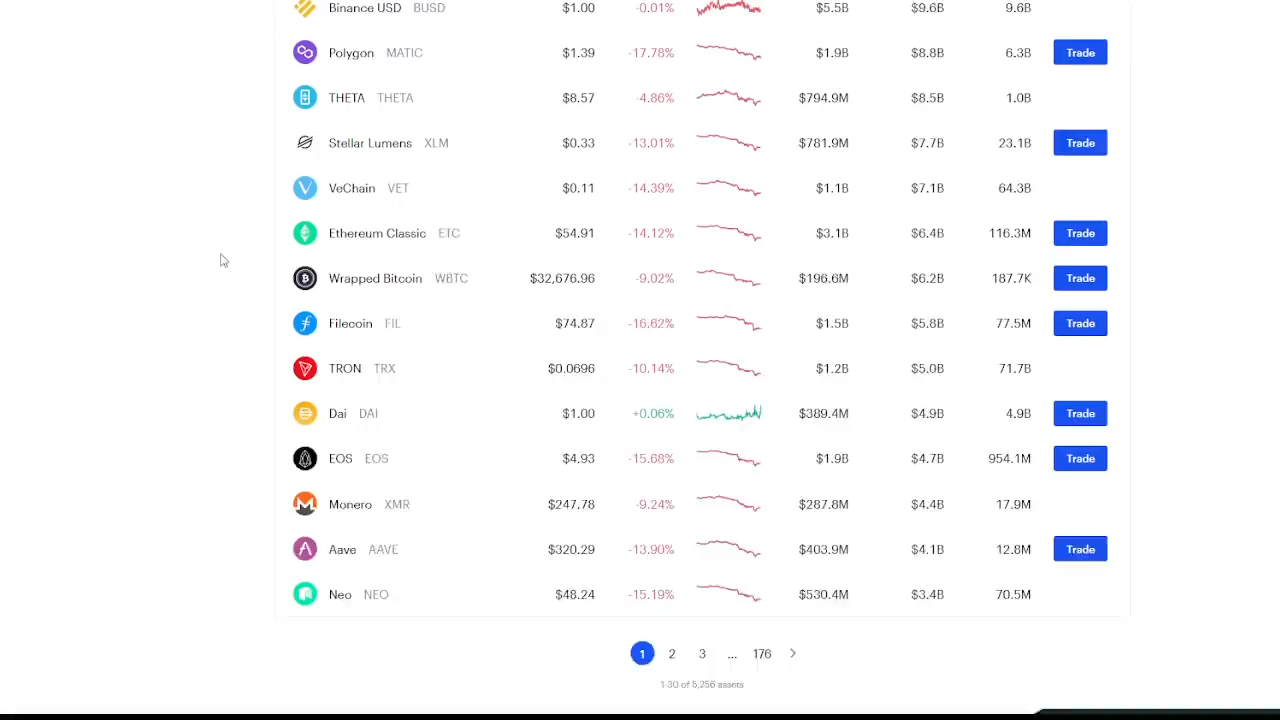 Binance USD BUSD $1.00 -0.01% $5.5B $9.6B 9.6B
Polygon MATIC $1.39 -17.78% $1.9B $8.8B 6.3B Trade
THETA THETA $8.57 -4.86% $794.9M $8.5B 1.0B
Stellar Lumens XLM $0.33 -13.01% $781.9M $7.7B 23.1B Trade
VeChain VET $0.11 -14.39% $1.1B $7.1B 64.3B
Ethereum Classic ETC $54.91 -14.12% $3.1B $6.4B 116.3M Trade
Wrapped Bitcoin WBTC $32,676.96 -9.02% $196.6M $6.2B 187.7K Trade
Filecoin FIL $74.87 -16.62% $1.5B $5.8B 77.5M Trade
TRON TRX $0.0696 -10.14% $1.2B $5.0B 71.7B
Dai DAI $1.00 +0.06% $389.4M $4.9B 4.9B Trade
EOS EOS $4.93 -15.68% $1.9B $4.7B 954.1M Trade
Monero XMR $247.78 -9.24% $287.8M $4.4B 17.9M
Aave AAVE $320.29 -13.90% $403.9M $4.1B 12.8M Trade
Neo NEO $48.24 -15.19% $530.4M $3.4B 70.5M
1 2 3 ... 176 >
1-30 of 5,256 assets